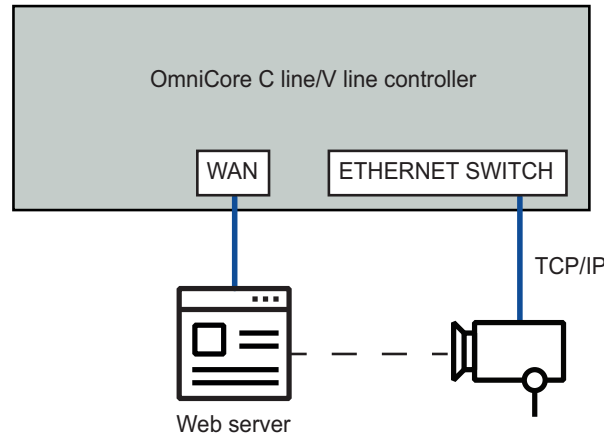 OmniCore C line/V line controller
WAN
ETHERNET SWITCH
TCP/IP
Web server